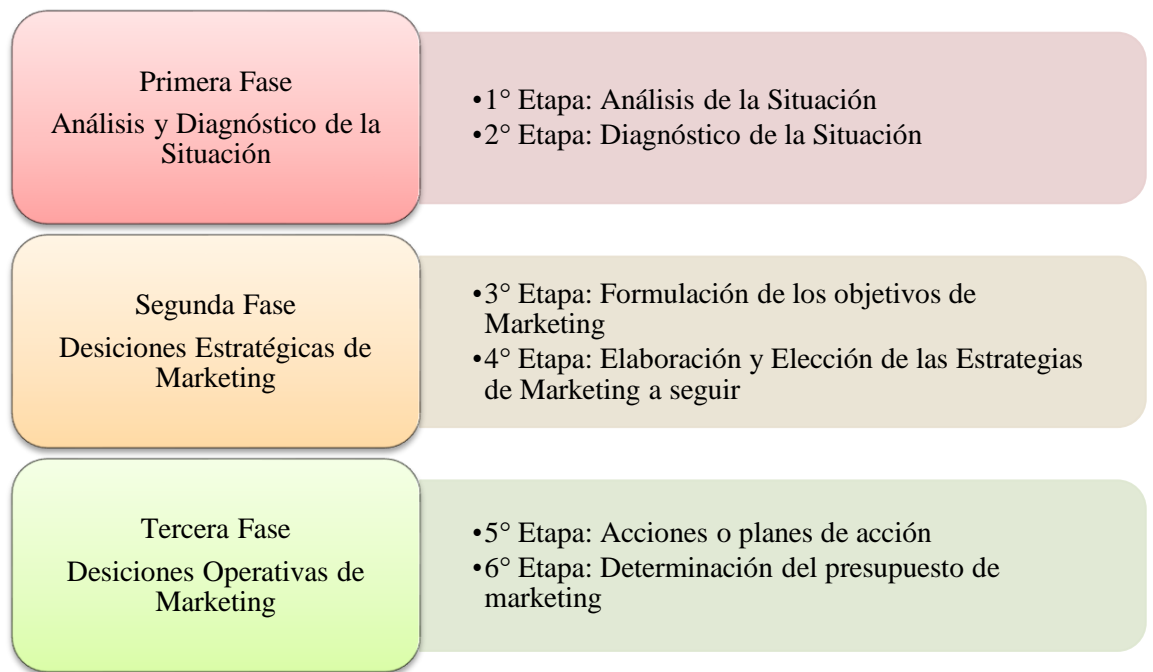 Primera Fase
Análisis y Diagnóstico de la
Situación
•1° Etapa: Análisis de la Situación
•2° Etapa: Diagnóstico de la Situación
Segunda Fase
Desiciones Estratégicas de
Marketing
•3° Etapa: Formulación de los objetivos de
Marketing
•4° Etapa: Elaboración y Elección de las Estrategias
de Marketing a seguir
Tercera Fase
Desiciones Operativas de
Marketing
•5° Etapa: Acciones o planes de acción
•6° Etapa: Determinación del presupuesto de
marketing